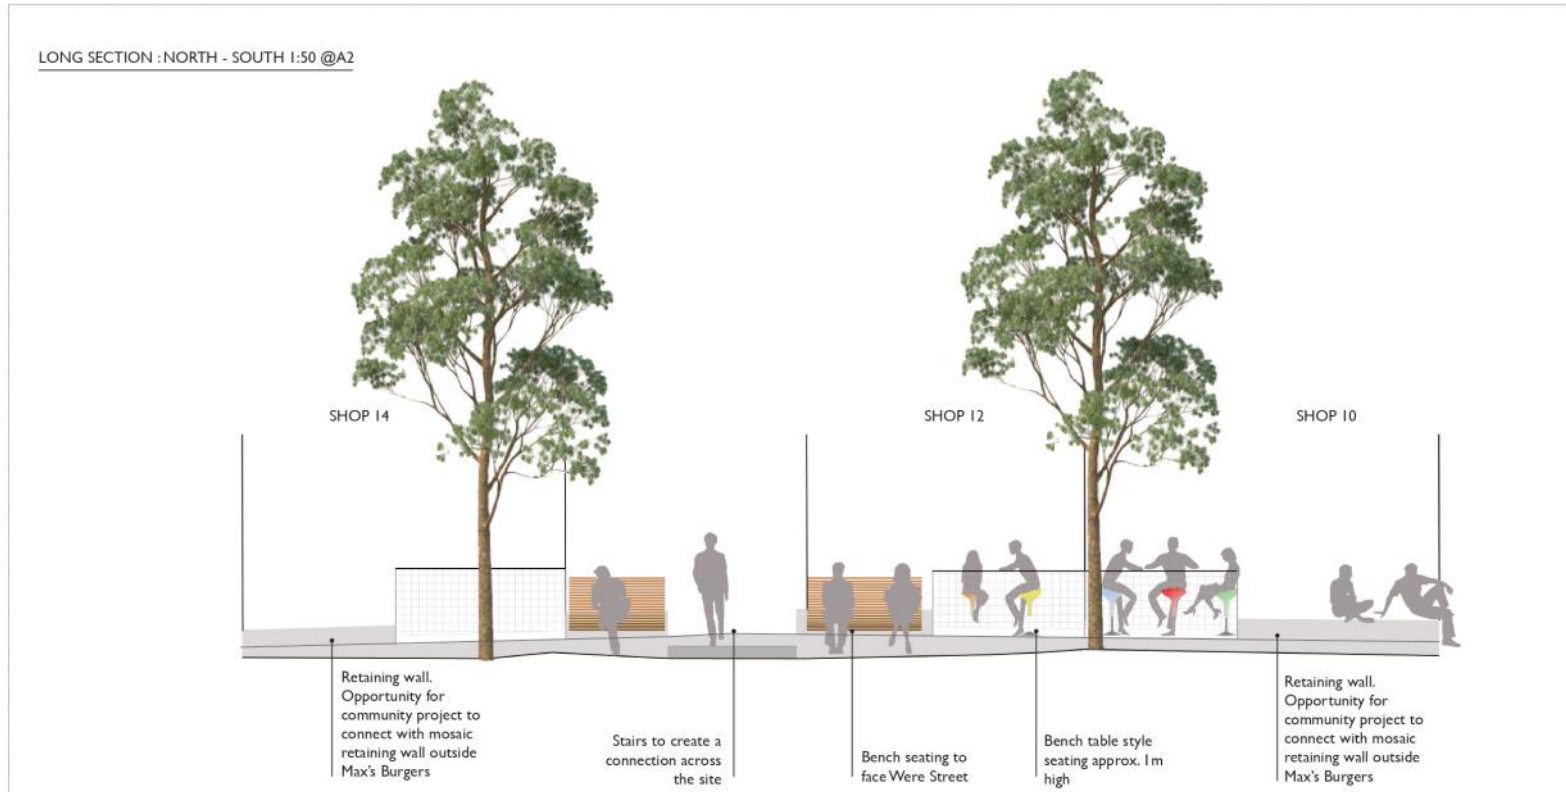 LONG SECTION : NORTH - SOUTH 1:50 @A2
SHOP 14
SHOP 12
SHOP 10
Retaining wall.
Opportunity for
community project to
connect with mosaic
retaining wall outside
Max's Burgers
Stairs to create a
connection across
the site
Bench seating to
face Were Street
Bench table style
seating approx. 1m
high
Retaining wall.
Opportunity for
community project to
connect with mosaic
retaining wall outside
Max's Burgers